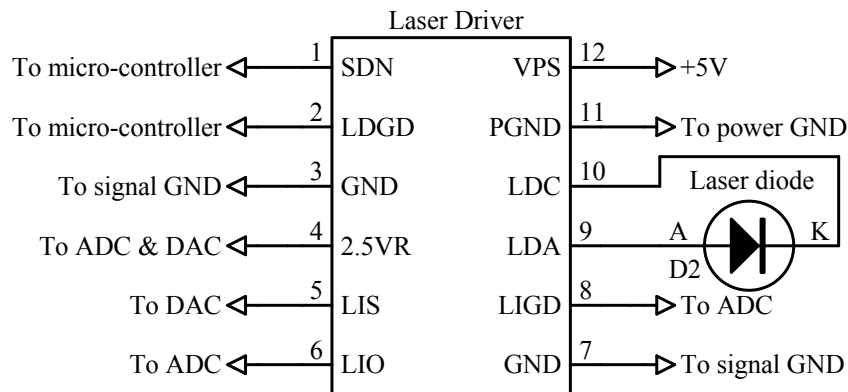 Laser Driver
To micro-controller 1 SDN VPS 12 +5V
To micro-controller 2 LDGD PGND 11 To power GND
To signal GND 3 GND LDC 10 Laser diode
To ADC & DAC 4 2.5VR LDA 9 A K
D2
To DAC 5 LIS LIGD 8 To ADC
To ADC 6 LIO GND 7 To signal GND